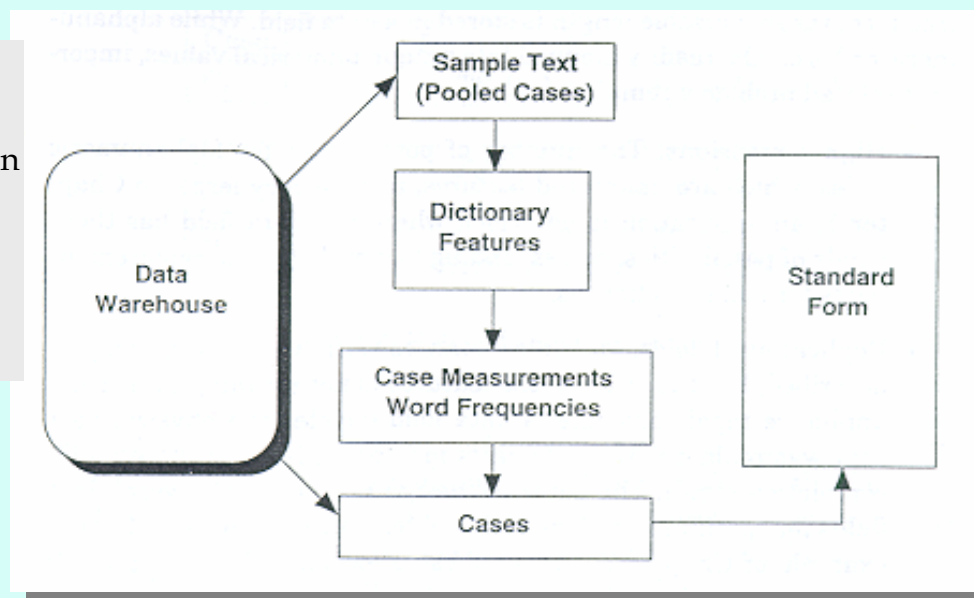 n
Sample Text
(Pooled Cases)
Data
Warehouse
Dictionary
Features
Case Measurements
Word Frequencies
Cases
Standard
Form